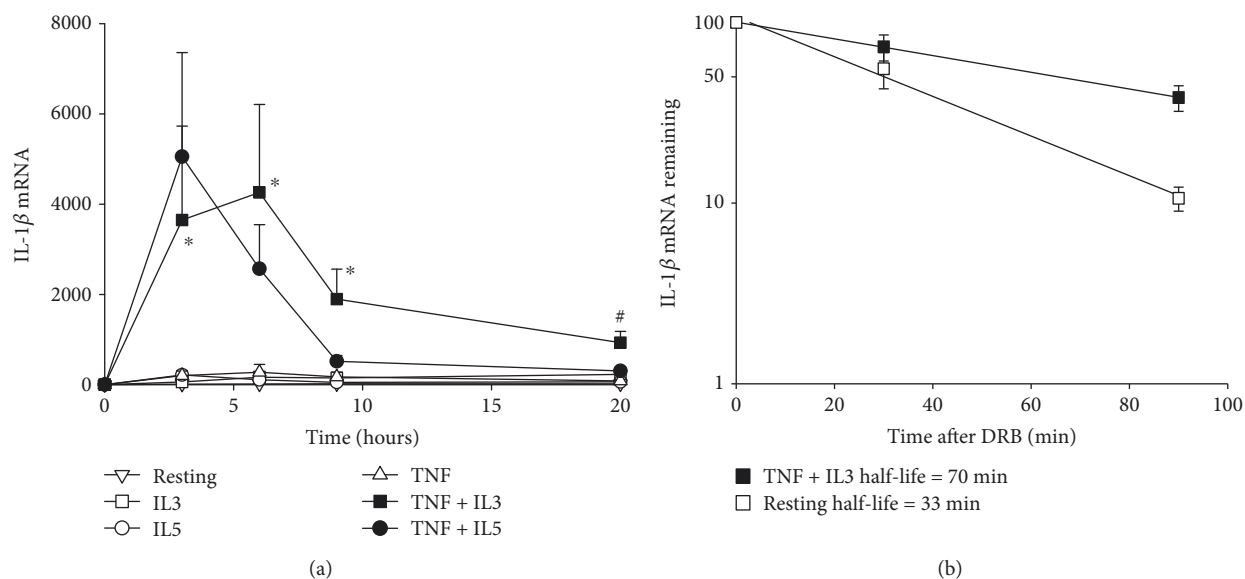 8000
6000
4000
2000
0
IL-1β mRNA
*
*
*
#
0
5
10
15
20
Time (hours)
Resting
IL3
IL5
TNF
TNF + IL3
TNF + IL5
(a)
100
50
10
1
IL-1β mRNA remaining
0
20
40
60
80
100
Time after DRB (min)
TNF + IL3 half-life = 70 min
Resting half-life = 33 min
(b)